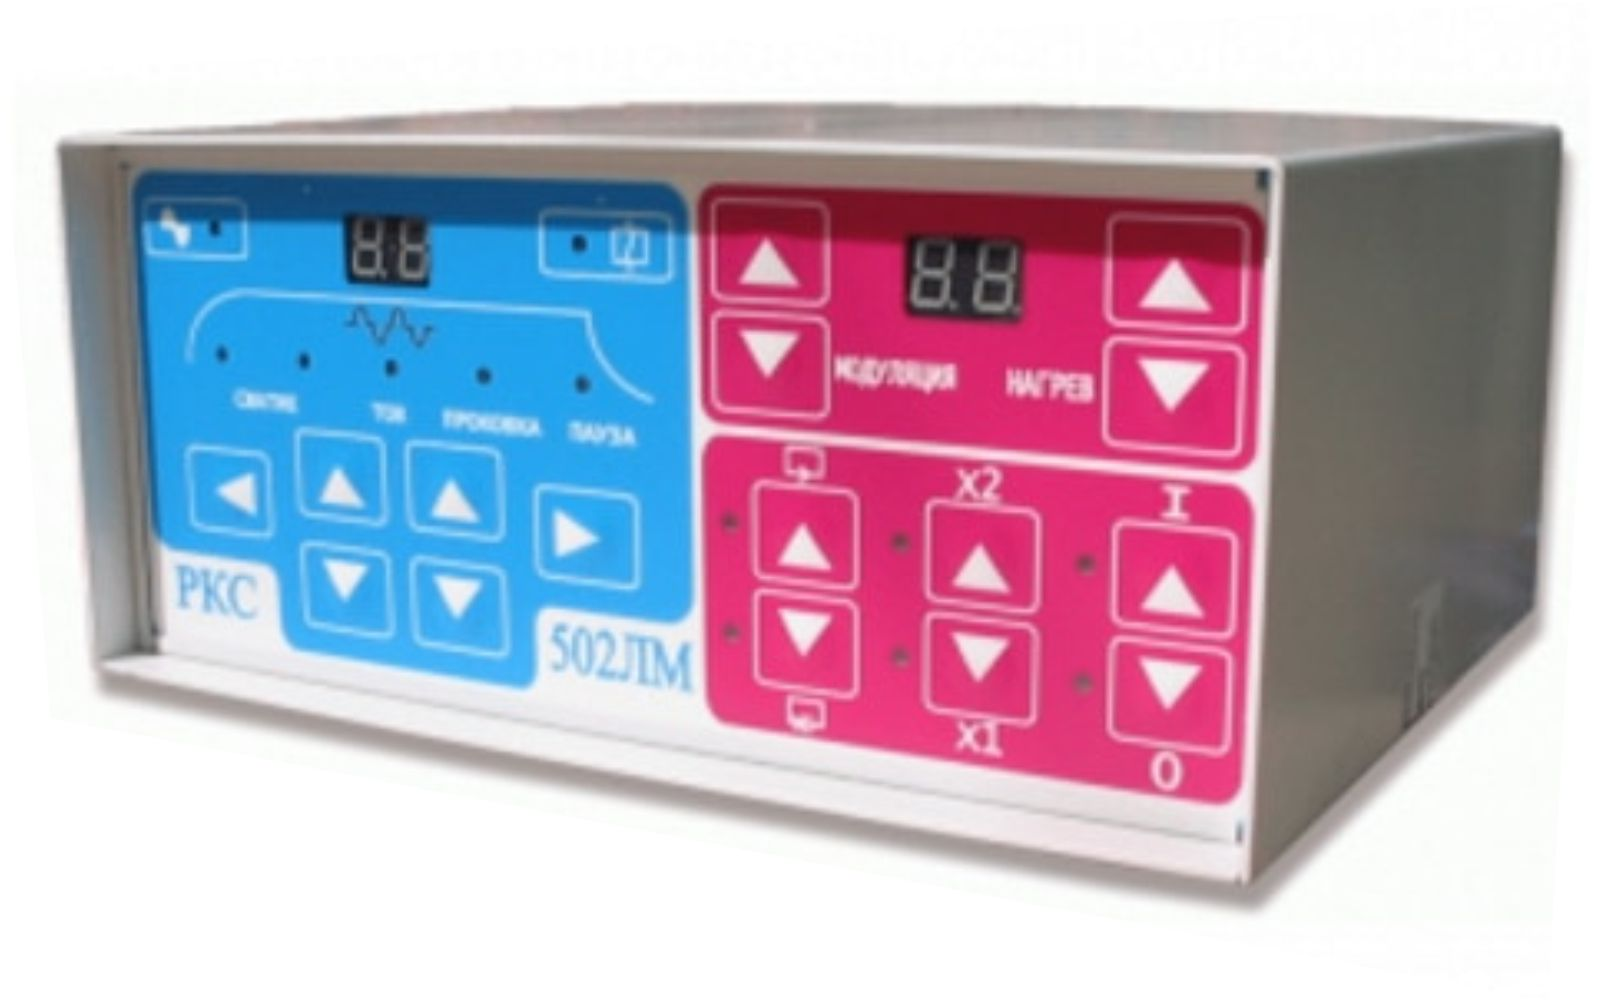 МОДУЛЯЦИЯ
НАГРЕВ
СЖАТИЕ
ТОК
ПРОКОВКА
ПАУЗА
X2
I
РКС
502ЛМ
X1
0